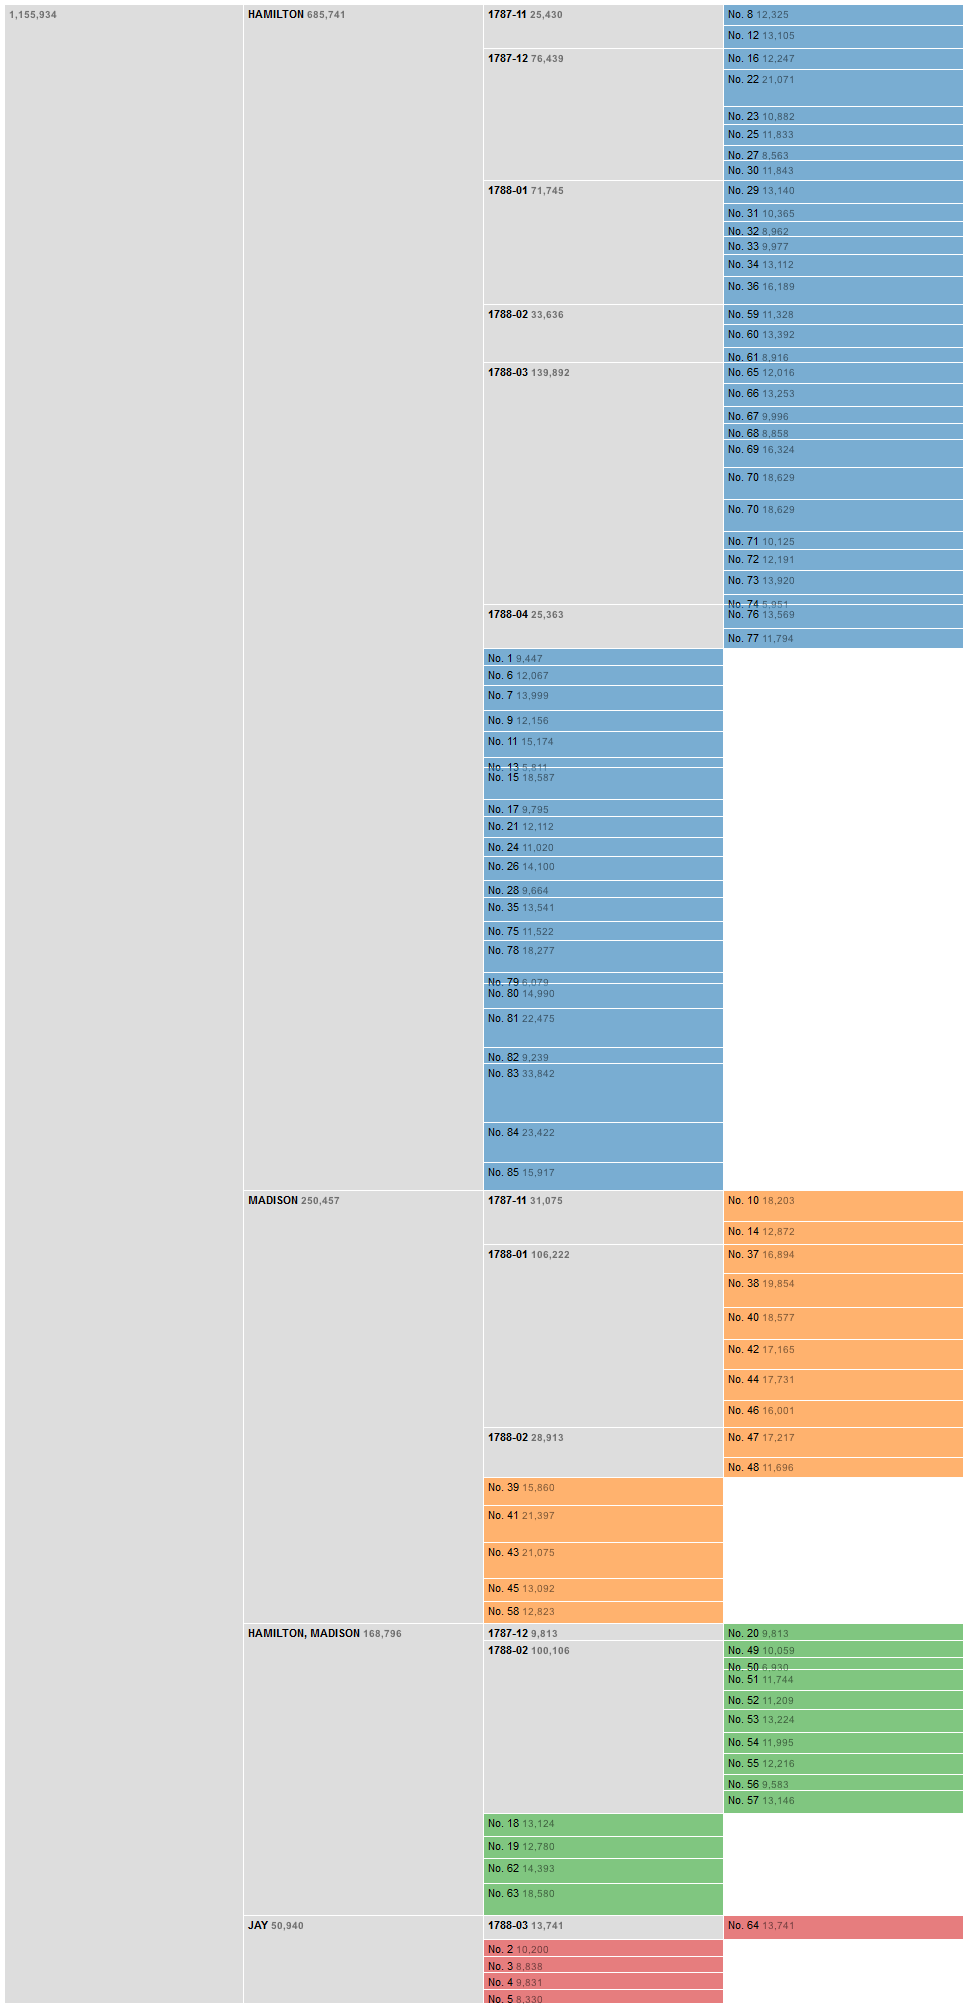 1,155,934
HAMILTON 685,741
1787-11 25,430
No. 8 12,325
No. 12 13,105
1787-12 76,439
No. 16 12,247
No. 22 21,071
No. 23 10,882
No. 25 11,833
No. 27 8,563
No. 30 11,843
1788-01 71,745
No. 29 13,140
No. 31 10,365
No. 32 8,962
No. 33 9,977
No. 34 13,112
No. 36 16,189
1788-02 33,636
No. 59 11,328
No. 60 13,392
No. 61 8,916
1788-03 139,892
No. 65 12,016
No. 66 13,253
No. 67 9,996
No. 68 8,858
No. 69 16,324
No. 70 18,629
No. 70 18,629
No. 71 10,125
No. 72 12,191
No. 73 13,920
No. 74 5,951
1788-04 25,363
No. 76 13,569
No. 77 11,794
No. 1 9,447
No. 6 12,067
No. 7 13,999
No. 9 12,156
No. 11 15,174
No. 13 5,811
No. 15 18,587
No. 17 9,795
No. 21 12,112
No. 24 11,020
No. 26 14,100
No. 28 9,664
No. 35 13,541
No. 75 11,522
No. 78 18,277
No. 79 6,079
No. 80 14,990
No. 81 22,475
No. 82 9,239
No. 83 33,842
No. 84 23,422
No. 85 15,917
MADISON 250,457
1787-11 31,075
No. 10 18,203
No. 14 12,872
1788-01 106,222
No. 37 16,894
No. 38 19,854
No. 40 18,577
No. 42 17,165
No. 44 17,731
No. 46 16,001
1788-02 28,913
No. 47 17,217
No. 48 11,696
No. 39 15,860
No. 41 21,397
No. 43 21,075
No. 45 13,092
No. 58 12,823
HAMILTON, MADISON 168,796
1787-12 9,813
No. 20 9,813
1788-02 100,106
No. 49 10,059
No. 50 6,930
No. 51 11,744
No. 52 11,209
No. 53 13,224
No. 54 11,995
No. 55 12,216
No. 56 9,583
No. 57 13,146
No. 18 13,124
No. 19 12,780
No. 62 14,393
No. 63 18,580
JAY 50,940
1788-03 13,741
No. 64 13,741
No. 2 10,200
No. 3 8,838
No. 4 9,831
No. 5 8,330